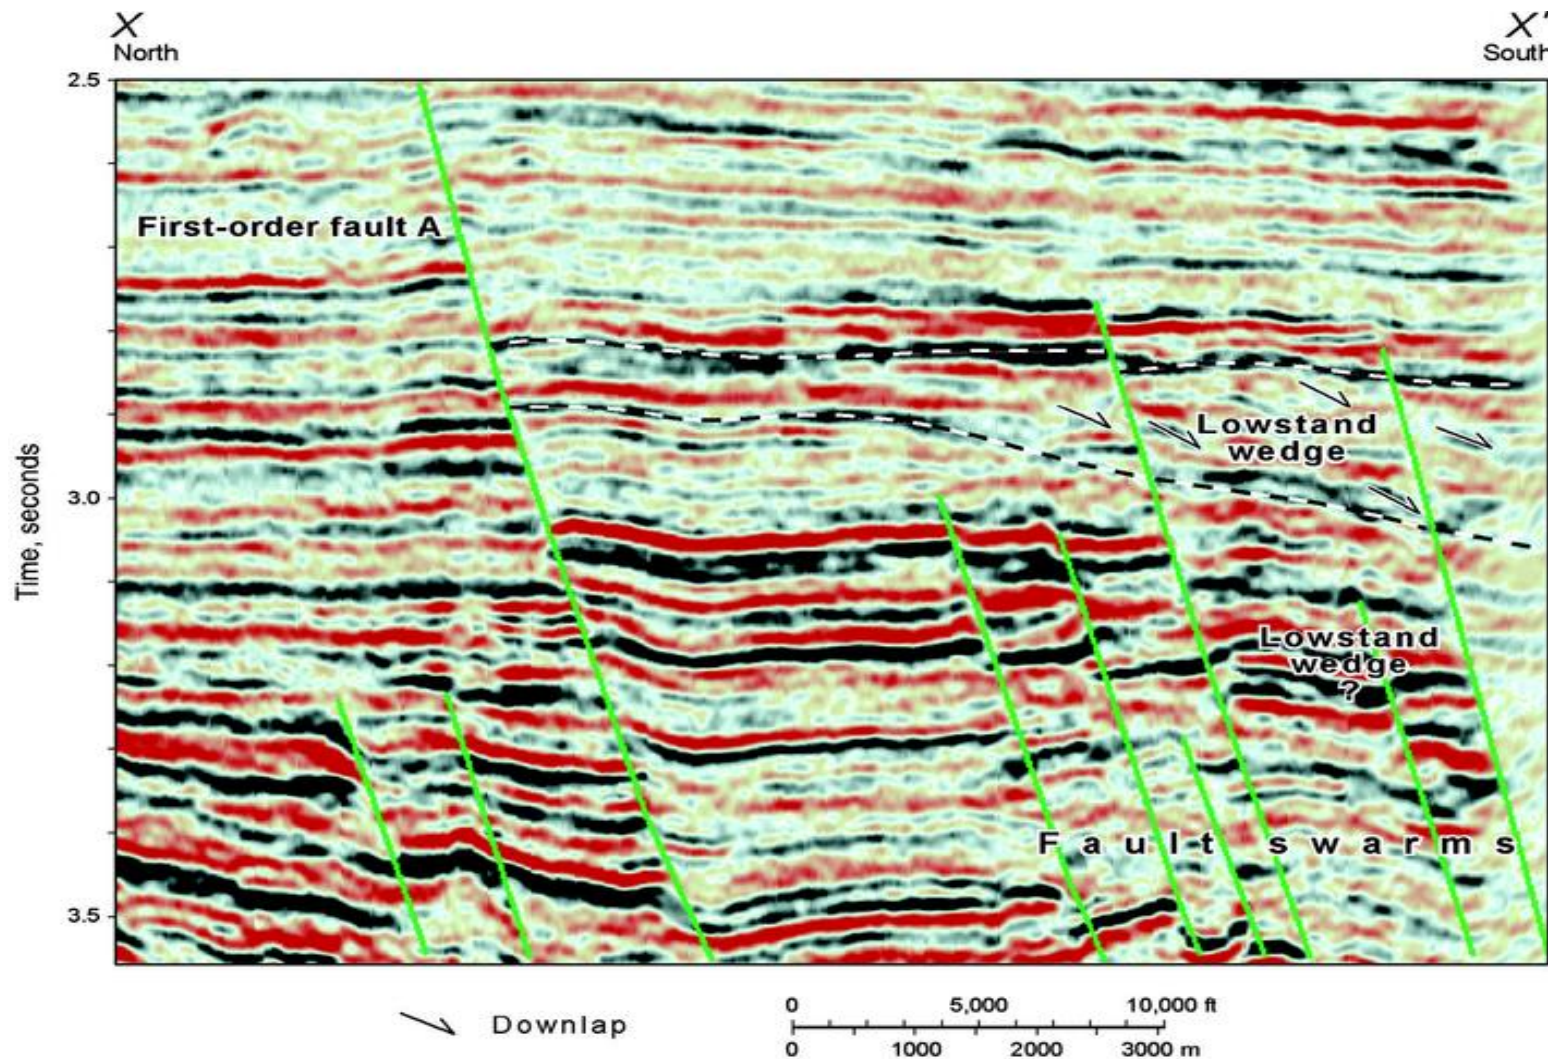 X
North
X'
South
2.5
First-order fault A
Lowstand
wedge
3.0
Time, seconds
Lowstand
wedge
?
Fault swarms
3.5
Downlap
0 5,000 10,000 ft
0 1000 2000 3000 m